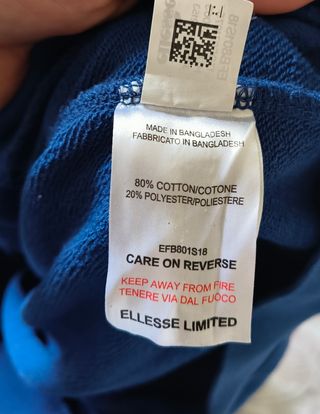 EFB801S18
MADE IN BANGLADESH
FABBRICATO IN BANGLADESH
80% COTTON/COTONE
20% POLYESTER/POLIESTERE
EFB801S18
CARE ON REVERSE
KEEP AWAY FROM FIRE
TENERE VIA DAL FUOCO
ELLESSE LIMITED